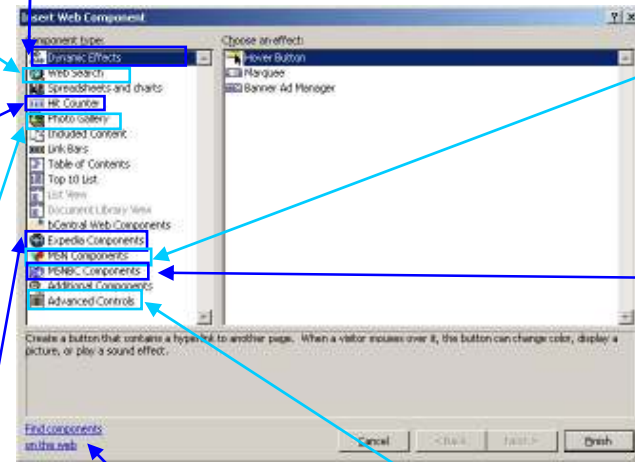 Insert Web Component
Component type:
Choose an effect:
Dynamic Effects
Web Search
Spreadsheets and charts
Hit Counter
Photo Gallery
Included Content
Link Bars
Table of Contents
Top 10 List
List View
Document Library View
bCentral Web Components
Expedia Components
MSN Components
MSNBC Components
Additional Components
Advanced Controls
Hover Button
Marquee
Banner Ad Manager
Create a button that contains a hyperlink to another page. When a visitor mouses over it, the button can change color, display a
picture, or play a sound effect.
Find components
on the web
Cancel
< Back
Next >
Finish